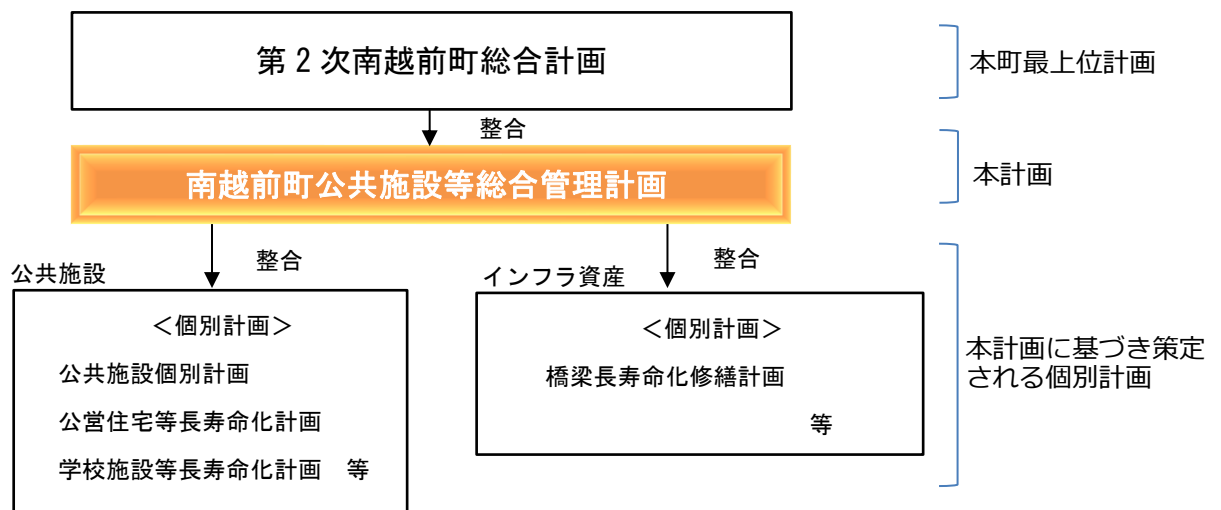 第２次南越前町総合計画
本町最上位計画
整合
南越前町公共施設等総合管理計画
本計画
整合
整合
公共施設
インフラ資産
＜個別計画＞
公共施設個別計画
公営住宅等長寿命化計画
学校施設等長寿命化計画　等
＜個別計画＞
橋梁長寿命化修繕計画
等
本計画に基づき策定
される個別計画